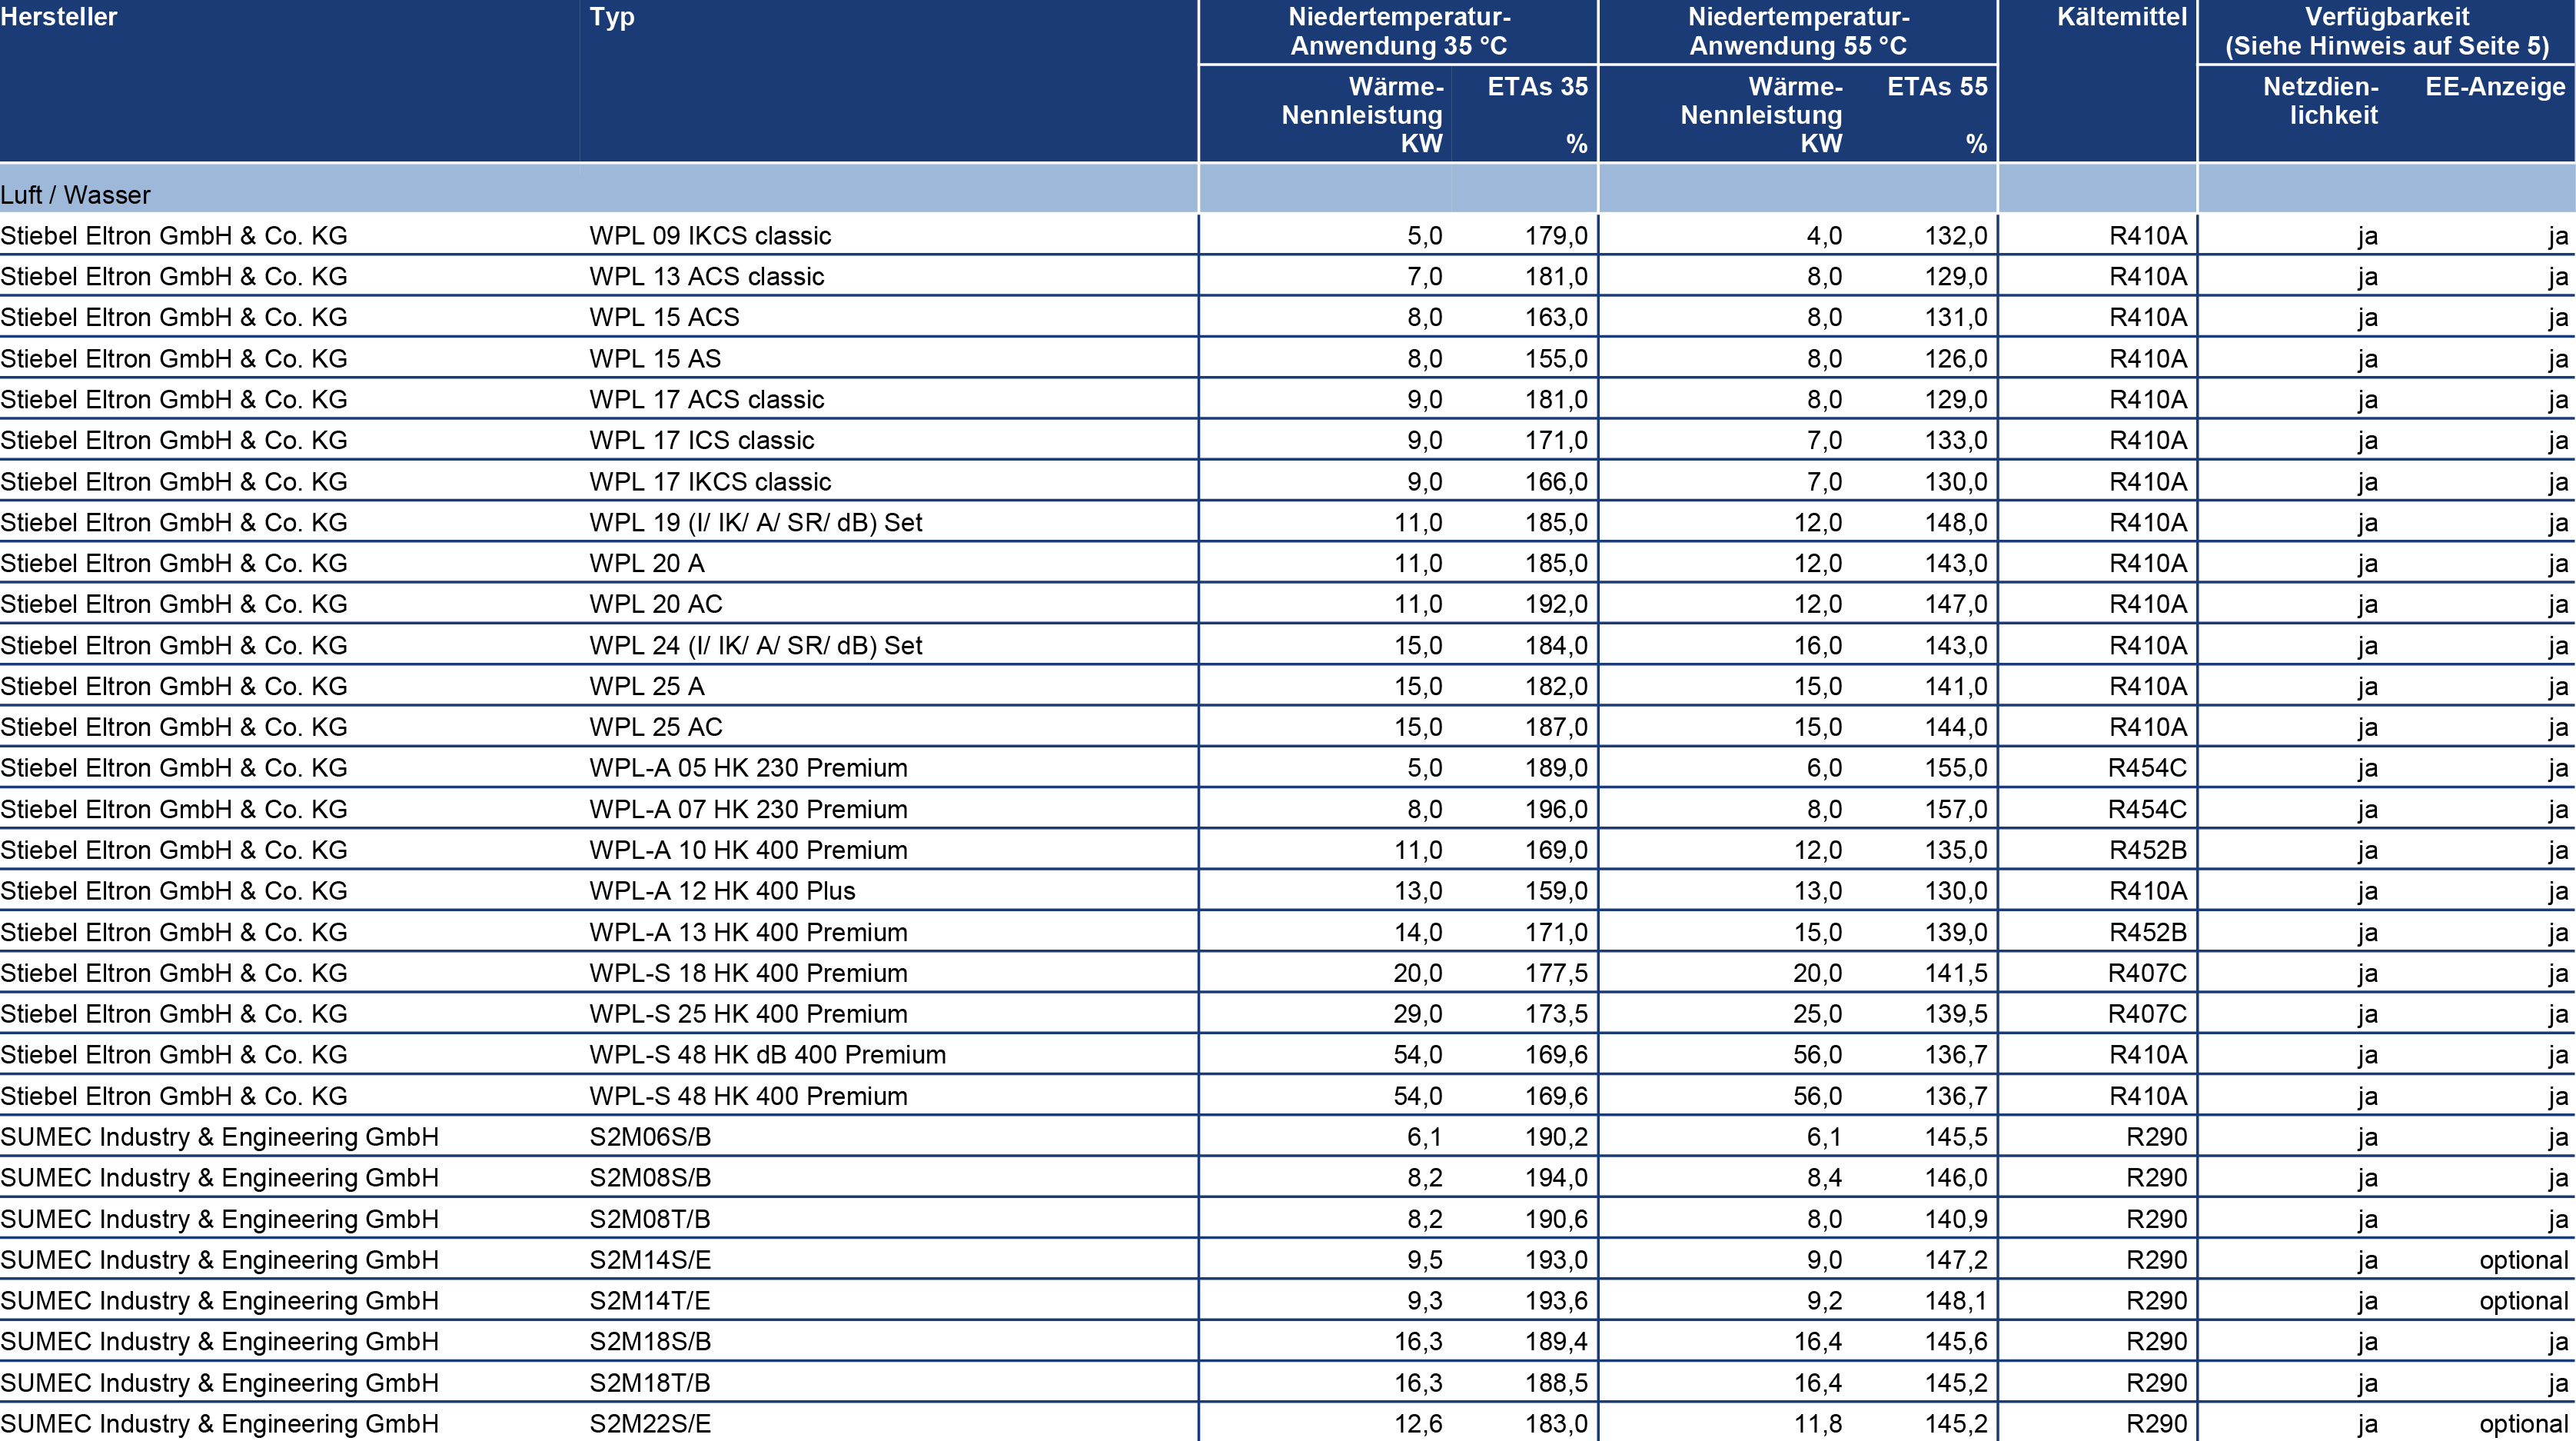 Hersteller Typ Niedertemperatur- Niedertemperatur- Kältemittel Verfügbarkeit
Anwendung 35 °C Anwendung 55 °C (Siehe Hinweis auf Seite 5)
Wärme- ETAs 35 Wärme- ETAs 55 Netzdien- EE-Anzeige
Nennleistung Nennleistung lichkeit
KW % KW %
Luft / Wasser
Stiebel Eltron GmbH & Co. KG WPL 09 IKCS classic 5,0 179,0 4,0 132,0 R410A ja ja
Stiebel Eltron GmbH & Co. KG WPL 13 ACS classic 7,0 181,0 8,0 129,0 R410A ja ja
Stiebel Eltron GmbH & Co. KG WPL 15 ACS 8,0 163,0 8,0 131,0 R410A ja ja
Stiebel Eltron GmbH & Co. KG WPL 15 AS 8,0 155,0 8,0 126,0 R410A ja ja
Stiebel Eltron GmbH & Co. KG WPL 17 ACS classic 9,0 181,0 8,0 129,0 R410A ja ja
Stiebel Eltron GmbH & Co. KG WPL 17 ICS classic 9,0 171,0 7,0 133,0 R410A ja ja
Stiebel Eltron GmbH & Co. KG WPL 17 IKCS classic 9,0 166,0 7,0 130,0 R410A ja ja
Stiebel Eltron GmbH & Co. KG WPL 19 (I/ IK/ A/ SR/ dB) Set 11,0 185,0 12,0 148,0 R410A ja ja
Stiebel Eltron GmbH & Co. KG WPL 20 A 11,0 185,0 12,0 143,0 R410A ja ja
Stiebel Eltron GmbH & Co. KG WPL 20 AC 11,0 192,0 12,0 147,0 R410A ja ja
Stiebel Eltron GmbH & Co. KG WPL 24 (I/ IK/ A/ SR/ dB) Set 15,0 184,0 16,0 143,0 R410A ja ja
Stiebel Eltron GmbH & Co. KG WPL 25 A 15,0 182,0 15,0 141,0 R410A ja ja
Stiebel Eltron GmbH & Co. KG WPL 25 AC 15,0 187,0 15,0 144,0 R410A ja ja
Stiebel Eltron GmbH & Co. KG WPL-A 05 HK 230 Premium 5,0 189,0 6,0 155,0 R454C ja ja
Stiebel Eltron GmbH & Co. KG WPL-A 07 HK 230 Premium 8,0 196,0 8,0 157,0 R454C ja ja
Stiebel Eltron GmbH & Co. KG WPL-A 10 HK 400 Premium 11,0 169,0 12,0 135,0 R452B ja ja
Stiebel Eltron GmbH & Co. KG WPL-A 12 HK 400 Plus 13,0 159,0 13,0 130,0 R410A ja ja
Stiebel Eltron GmbH & Co. KG WPL-A 13 HK 400 Premium 14,0 171,0 15,0 139,0 R452B ja ja
Stiebel Eltron GmbH & Co. KG WPL-S 18 HK 400 Premium 20,0 177,5 20,0 141,5 R407C ja ja
Stiebel Eltron GmbH & Co. KG WPL-S 25 HK 400 Premium 29,0 173,5 25,0 139,5 R407C ja ja
Stiebel Eltron GmbH & Co. KG WPL-S 48 HK dB 400 Premium 54,0 169,6 56,0 136,7 R410A ja ja
Stiebel Eltron GmbH & Co. KG WPL-S 48 HK 400 Premium 54,0 169,6 56,0 136,7 R410A ja ja
SUMEC Industry & Engineering GmbH S2M06S/B 6,1 190,2 6,1 145,5 R290 ja ja
SUMEC Industry & Engineering GmbH S2M08S/B 8,2 194,0 8,4 146,0 R290 ja ja
SUMEC Industry & Engineering GmbH S2M08T/B 8,2 190,6 8,0 140,9 R290 ja ja
SUMEC Industry & Engineering GmbH S2M14S/E 9,5 193,0 9,0 147,2 R290 ja optional
SUMEC Industry & Engineering GmbH S2M14T/E 9,3 193,6 9,2 148,1 R290 ja optional
SUMEC Industry & Engineering GmbH S2M18S/B 16,3 189,4 16,4 145,6 R290 ja ja
SUMEC Industry & Engineering GmbH S2M18T/B 16,3 188,5 16,4 145,2 R290 ja ja
SUMEC Industry & Engineering GmbH S2M22S/E 12,6 183,0 11,8 145,2 R290 ja optional